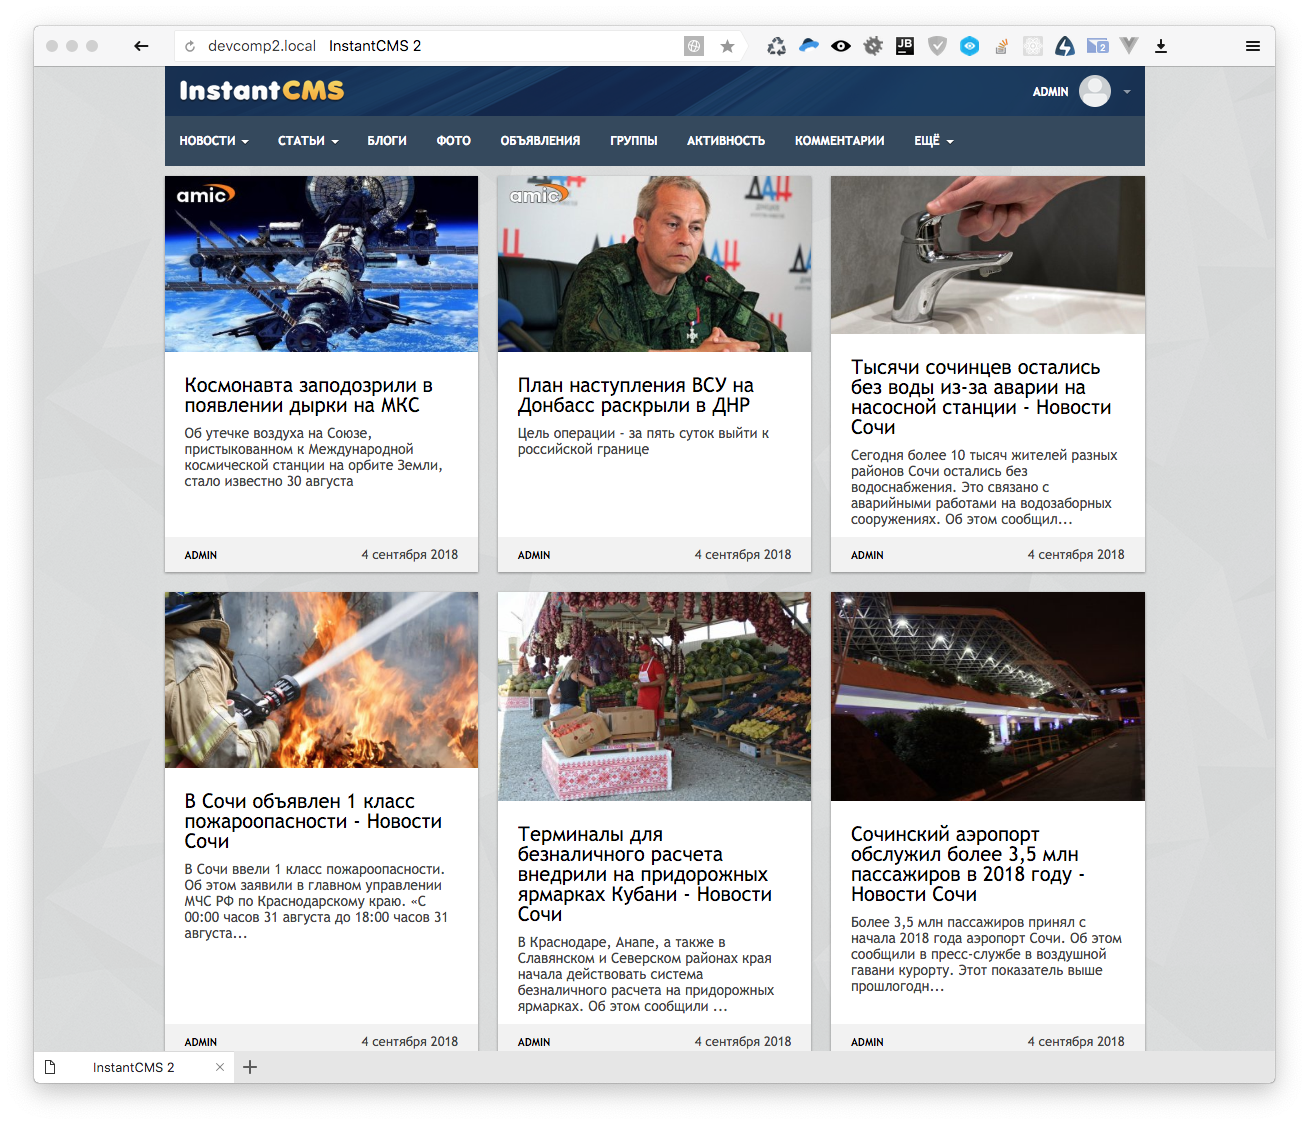 devcomp2.local InstantCMS 2
JB
2
InstantCMS
ADMIN
НОВОСТИ СТАТЬИ БЛОГИ ФОТО ОБЪЯВЛЕНИЯ ГРУППЫ АКТИВНОСТЬ КОММЕНТАРИИ ЕЩЁ
amic
Космонавта заподозрили в
появлении дырки на МКС
Об утечке воздуха на Союзе,
пристыкованном к Международной
космической станции на орбите Земли,
стало известно 30 августа
ADMIN 4 сентября 2018
amic
ДАН
План наступления ВСУ на
Донбасс раскрыли в ДНР
Цель операции - за пять суток выйти к
российской границе
ADMIN 4 сентября 2018
Тысячи сочинцев остались
без воды из-за аварии на
насосной станции - Новости
Сочи
Сегодня более 10 тысяч жителей разных
районов Сочи остались без
водоснабжения. Это связано с
аварийными работами на водозаборных
сооружениях. Об этом сообщил...
ADMIN 4 сентября 2018
В Сочи объявлен 1 класс
пожароопасности - Новости
Сочи
В Сочи ввели 1 класс пожароопасности.
Об этом заявили в главном управлении
МЧС РФ по Краснодарскому краю. «С
00:00 часов 31 августа до 18:00 часов 31
августа...
ADMIN 4 сентября 2018
Терминалы для
безналичного расчета
внедрили на придорожных
ярмарках Кубани - Новости
Сочи
В Краснодаре, Анапе, а также в
Славянском и Северском районах края
начала действовать система
безналичного расчета на придорожных
ярмарках. Об этом сообщили ...
ADMIN 4 сентября 2018
Сочинский аэропорт
обслужил более 3,5 млн
пассажиров в 2018 году -
Новости Сочи
Более 3,5 млн пассажиров принял с
начала 2018 года аэропорт Сочи. Об этом
сообщили в пресс-службе в воздушной
гавани курорту. Этот показатель выше
прошлогодн...
ADMIN 4 сентября 2018
InstantCMS 2